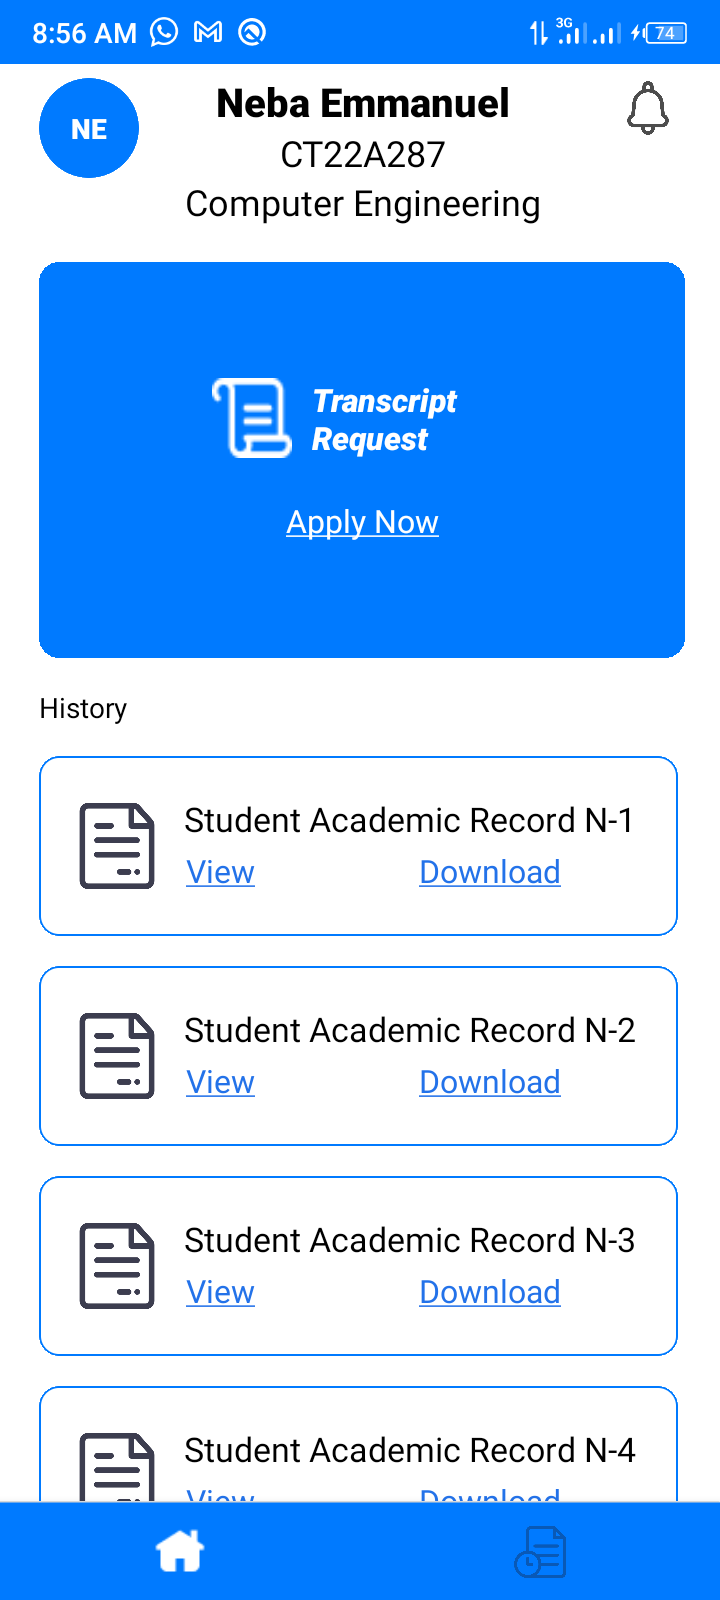 8:56 AM
3G
74
NE
Neba Emmanuel
CT22A287
Computer Engineering
Transcript
Request
Apply Now
History
Student Academic Record N-1
View Download
Student Academic Record N-2
View Download
Student Academic Record N-3
View Download
Student Academic Record N-4
View Download